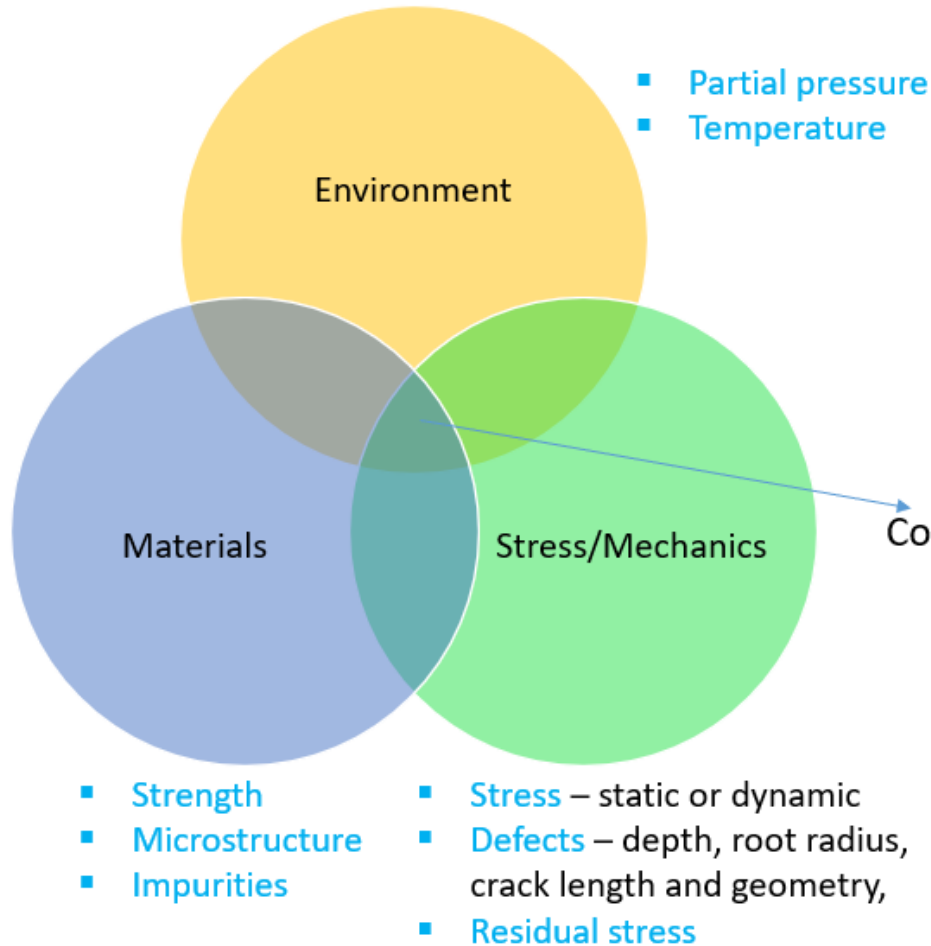 ▪ Partial pressure
▪ Temperature
Environment
Materials
Stress/Mechanics
Co
▪ Strength
▪ Microstructure
▪ Impurities
▪ Stress – static or dynamic
▪ Defects – depth, root radius,
crack length and geometry,
▪ Residual stress